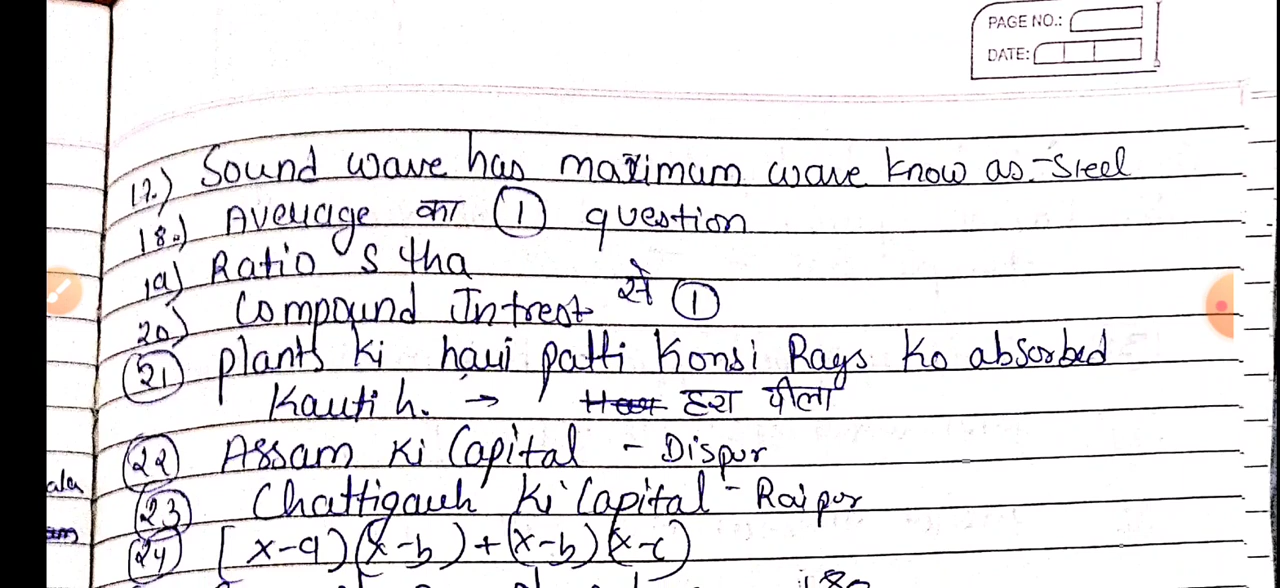 PAGE NO.:
DATE:
17.) Sound wave has maximum wave know as - Steel
18.) Average का ① question
19) Ratio s tha
20) Compound Intrest से ①
(21) plants ki hari patti konsi Rays ko absorbed
karti h. → हरा पीला
(22) Assam ki Capital - Dispur
(23) Chattigarh ki Capital - Raipur
(24) [x-a)(x-b)+(x-b)(x-c)
180